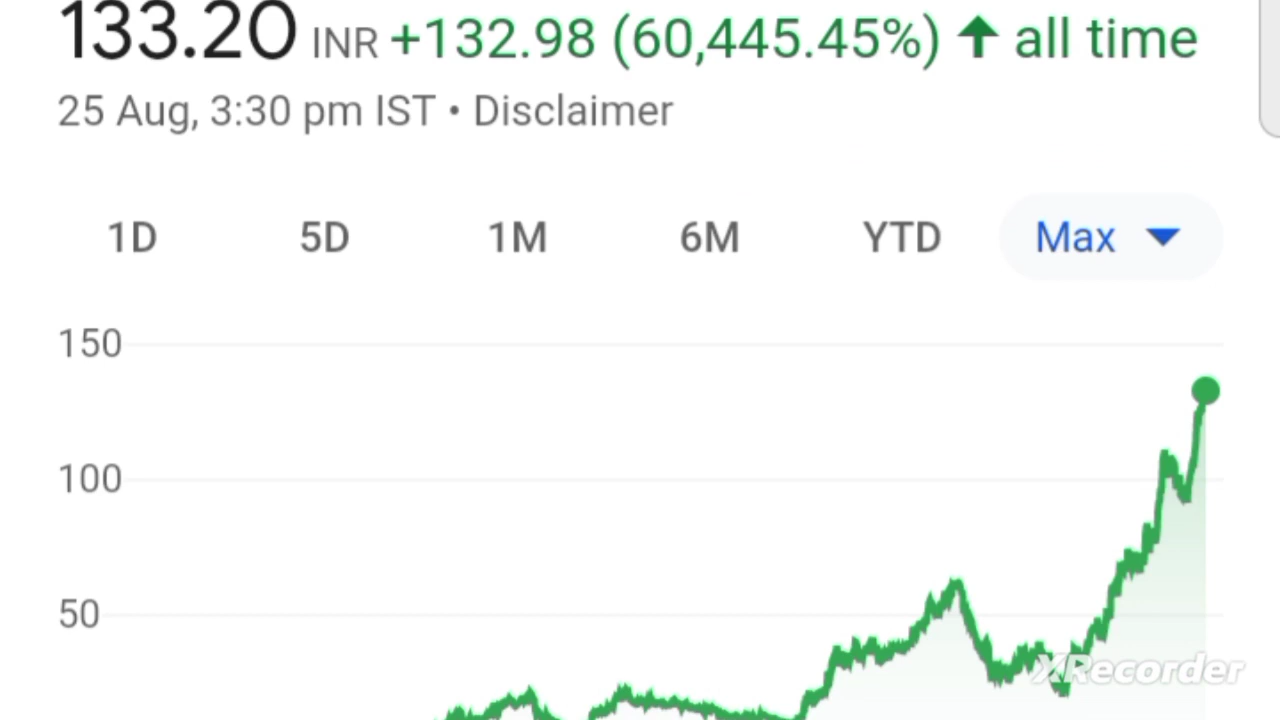 133.20 INR +132.98 (60,445.45%) ↑ all time
25 Aug, 3:30 pm IST • Disclaimer
1D 5D 1M 6M YTD Max
150
100
50
XRecorder